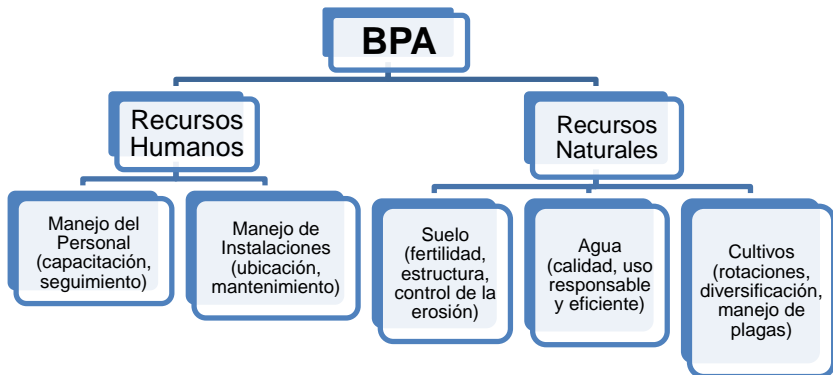 BPA
Recursos
Humanos
Recursos
Naturales
Manejo del
Personal
(capacitación,
seguimiento)
Manejo de
Instalaciones
(ubicación,
mantenimiento)
Suelo
(fertilidad,
estructura,
control de la
erosión)
Agua
(calidad, uso
responsable
y eficiente)
Cultivos
(rotaciones,
diversificación,
manejo de
plagas)